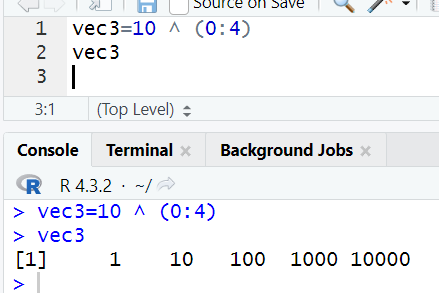 Source on Save
1 vec3=10 ^ (0:4)
2 vec3
3
3:1 (Top Level)
Console Terminal × Background Jobs ×
R R 4.3.2 · ~/
> vec3=10 ^ (0:4)
> vec3
[1]     1    10   100  1000 10000
>